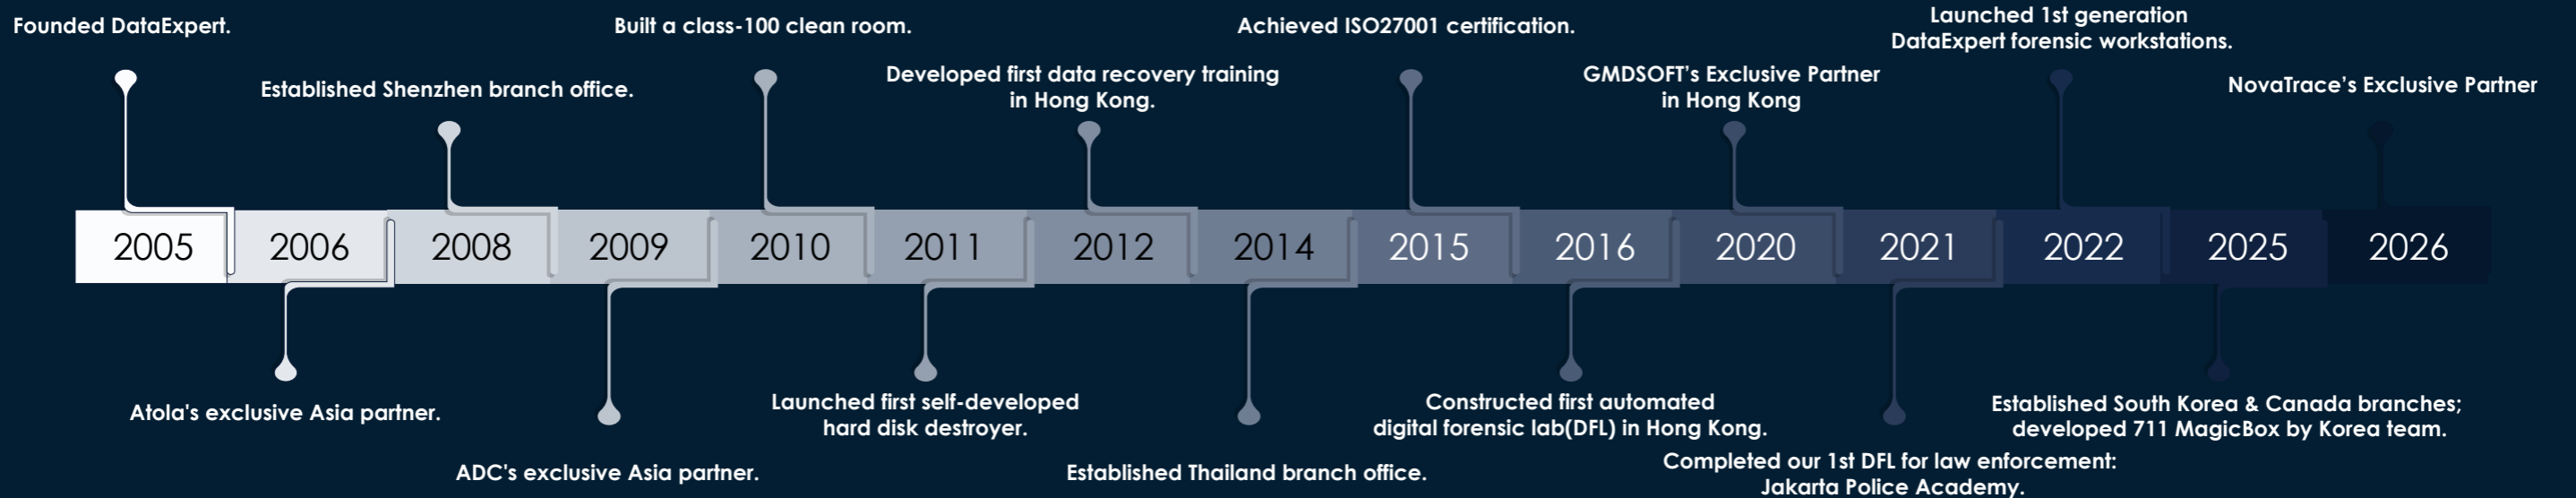 Founded DataExpert.
Built a class-100 clean room.
Achieved ISO27001 certification.
Launched 1st generation
DataExpert forensic workstations.
Established Shenzhen branch office.
Developed first data recovery training
in Hong Kong.
GMDSOFT’s Exclusive Partner
in Hong Kong
NovaTrace’s Exclusive Partner
2005 2006 2008 2009 2010 2011 2012 2014 2015 2016 2020 2021 2022 2025 2026
Atola's exclusive Asia partner.
Launched first self-developed
hard disk destroyer.
Constructed first automated
digital forensic lab(DFL) in Hong Kong.
Established South Korea & Canada branches;
developed 711 MagicBox by Korea team.
ADC's exclusive Asia partner.
Established Thailand branch office.
Completed our 1st DFL for law enforcement:
Jakarta Police Academy.